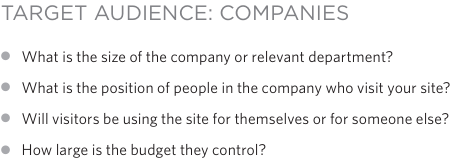 TARGET AUDIENCE: COMPANIES
What is the size of the company or relevant department?
What is the position of people in the company who visit your site?
Will visitors be using the site for themselves or for someone else?
How large is the budget they control?